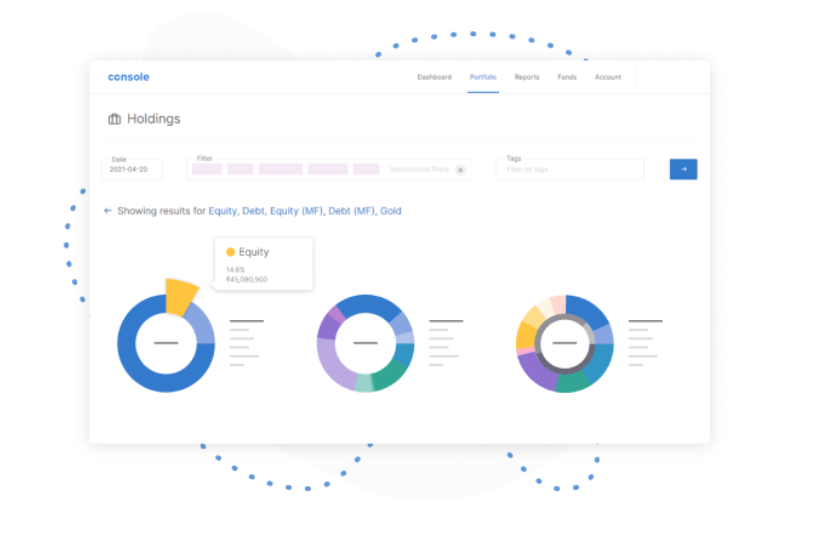 console
Dashboard Portfolio Reports Funds Account
Holdings
Date
2021-04-20
Filter
Sector/stock filters
Tags
Filter by tags
Showing results for Equity, Debt, Equity (MF), Debt (MF), Gold
Equity
14.8%
₹45,090,900